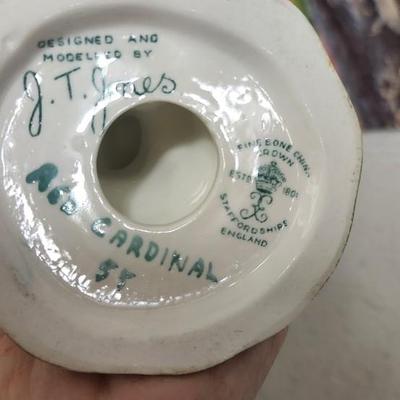 DESIGNED AND
MODELLED BY
J.T. Jones
RED CARDINAL
57
FINE BONE CHINA
CROWN
ESTD 1801
STAFFORDSHIRE
ENGLAND